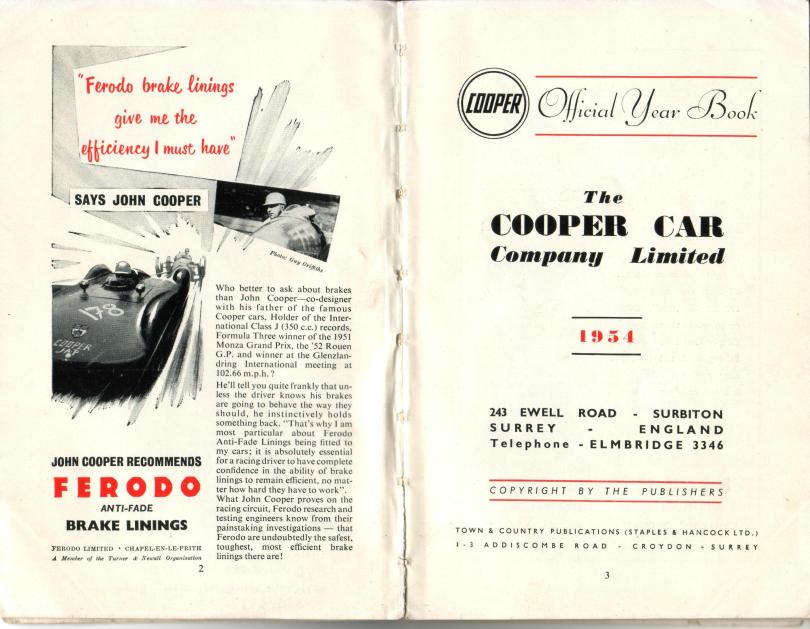 "Ferodo brake linings
give me the
efficiency I must have"
SAYS JOHN COOPER
Photo: Guy Griffiths
178
COOPER
Who better to ask about brakes
than John Cooper—co-designer
with his father of the famous
Cooper cars, Holder of the Inter-
national Class J (350 c.c.) records,
Formula Three winner of the 1951
Monza Grand Prix, the '52 Rouen
G.P. and winner at the Glenzlan-
dring International meeting at
102.66 m.p.h.?
He'll tell you quite frankly that un-
less the driver knows his brakes
are going to behave the way they
should, he instinctively holds
something back. "That's why I am
most particular about Ferodo
Anti-Fade Linings being fitted to
my cars; it is absolutely essential
for a racing driver to have complete
confidence in the ability of brake
linings to remain efficient, no mat-
ter how hard they have to work".
What John Cooper proves on the
racing circuit, Ferodo research and
testing engineers know from their
painstaking investigations — that
Ferodo are undoubtedly the safest,
toughest, most efficient brake
linings there are!
JOHN COOPER RECOMMENDS
FERODO
ANTI-FADE
BRAKE LININGS
FERODO LIMITED · CHAPEL-EN-LE-FRITH
A Member of the Turner & Newall Organisation
2
COOPER
Official Year Book
The
COOPER CAR
Company Limited
1954
243 EWELL ROAD - SURBITON
SURREY - ENGLAND
Telephone - ELMBRIDGE 3346
COPYRIGHT BY THE PUBLISHERS
TOWN & COUNTRY PUBLICATIONS (STAPLES & HANCOCK LTD.)
1-3 ADDISCOMBE ROAD - CROYDON - SURREY
3